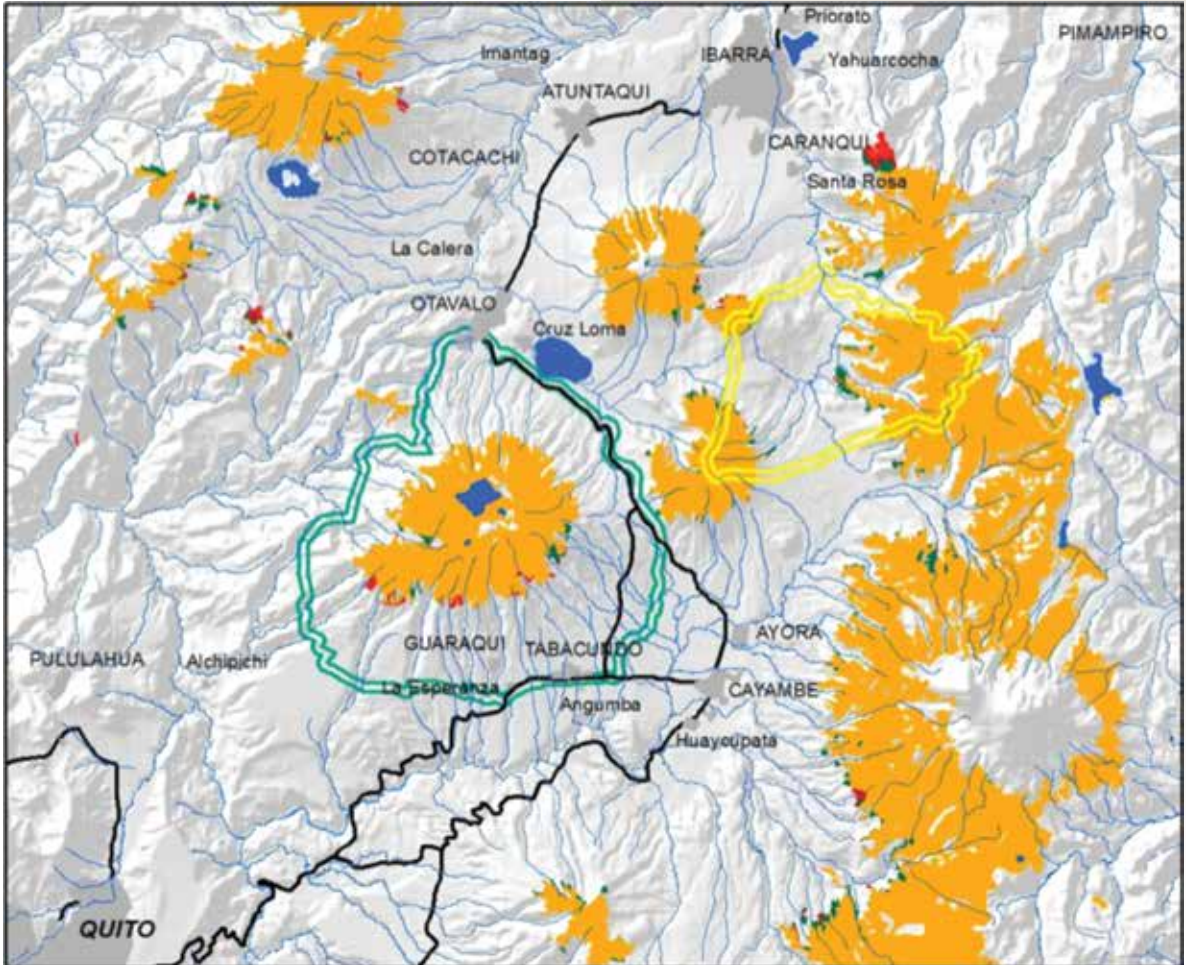 Priorato
PIMAMPIRO
Imantag
IBARRA
Yahuarcocha
ATUNTAQUI
COTACACHI
CARANQUI
Santa Rosa
La Calera
OTAVALO
Cruz Loma
GUARAQUI
TABACUNDO
AYORA
PULULAHUA
Alchipichi
La Esperanza
CAYAMBE
Angumba
Huaycupata
QUITO